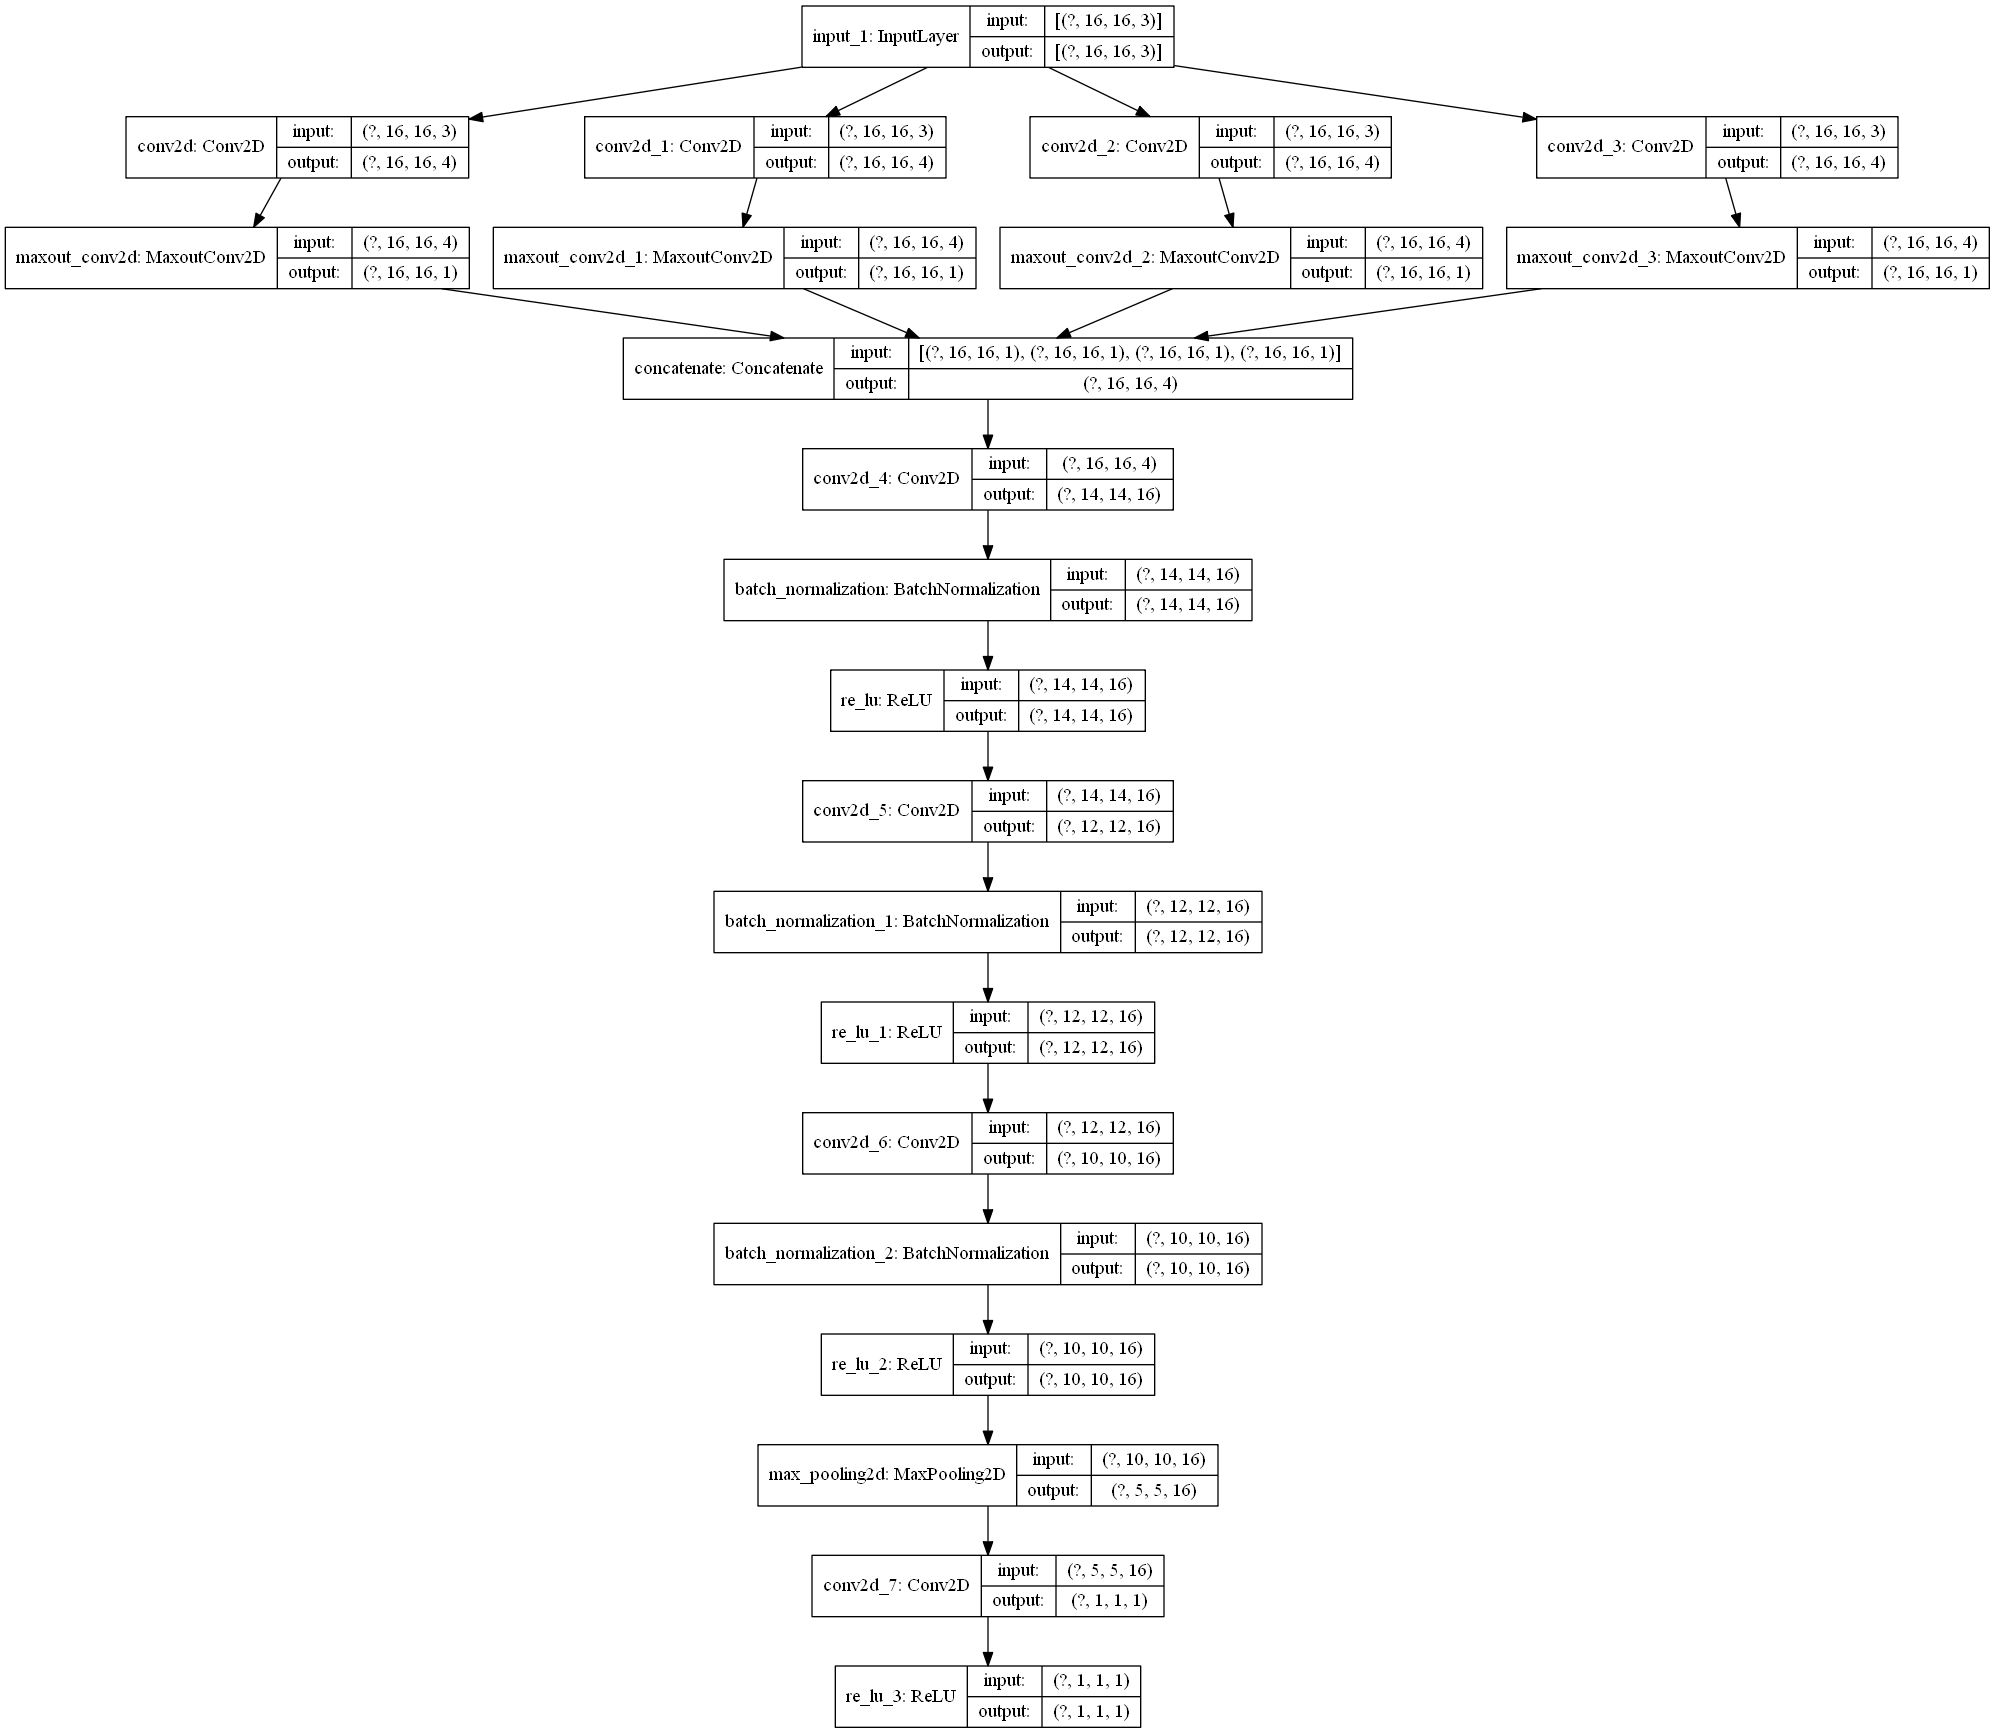 input_1: InputLayer input: [(?, 16, 16, 3)]
output: [(?, 16, 16, 3)]
conv2d: Conv2D input: (?, 16, 16, 3)
output: (?, 16, 16, 4)
conv2d_1: Conv2D input: (?, 16, 16, 3)
output: (?, 16, 16, 4)
conv2d_2: Conv2D input: (?, 16, 16, 3)
output: (?, 16, 16, 4)
conv2d_3: Conv2D input: (?, 16, 16, 3)
output: (?, 16, 16, 4)
maxout_conv2d: MaxoutConv2D input: (?, 16, 16, 4)
output: (?, 16, 16, 1)
maxout_conv2d_1: MaxoutConv2D input: (?, 16, 16, 4)
output: (?, 16, 16, 1)
maxout_conv2d_2: MaxoutConv2D input: (?, 16, 16, 4)
output: (?, 16, 16, 1)
maxout_conv2d_3: MaxoutConv2D input: (?, 16, 16, 4)
output: (?, 16, 16, 1)
concatenate: Concatenate input: [(?, 16, 16, 1), (?, 16, 16, 1), (?, 16, 16, 1), (?, 16, 16, 1)]
output: (?, 16, 16, 4)
conv2d_4: Conv2D input: (?, 16, 16, 4)
output: (?, 14, 14, 16)
batch_normalization: BatchNormalization input: (?, 14, 14, 16)
output: (?, 14, 14, 16)
re_lu: ReLU input: (?, 14, 14, 16)
output: (?, 14, 14, 16)
conv2d_5: Conv2D input: (?, 14, 14, 16)
output: (?, 12, 12, 16)
batch_normalization_1: BatchNormalization input: (?, 12, 12, 16)
output: (?, 12, 12, 16)
re_lu_1: ReLU input: (?, 12, 12, 16)
output: (?, 12, 12, 16)
conv2d_6: Conv2D input: (?, 12, 12, 16)
output: (?, 10, 10, 16)
batch_normalization_2: BatchNormalization input: (?, 10, 10, 16)
output: (?, 10, 10, 16)
re_lu_2: ReLU input: (?, 10, 10, 16)
output: (?, 10, 10, 16)
max_pooling2d: MaxPooling2D input: (?, 10, 10, 16)
output: (?, 5, 5, 16)
conv2d_7: Conv2D input: (?, 5, 5, 16)
output: (?, 1, 1, 1)
re_lu_3: ReLU input: (?, 1, 1, 1)
output: (?, 1, 1, 1)